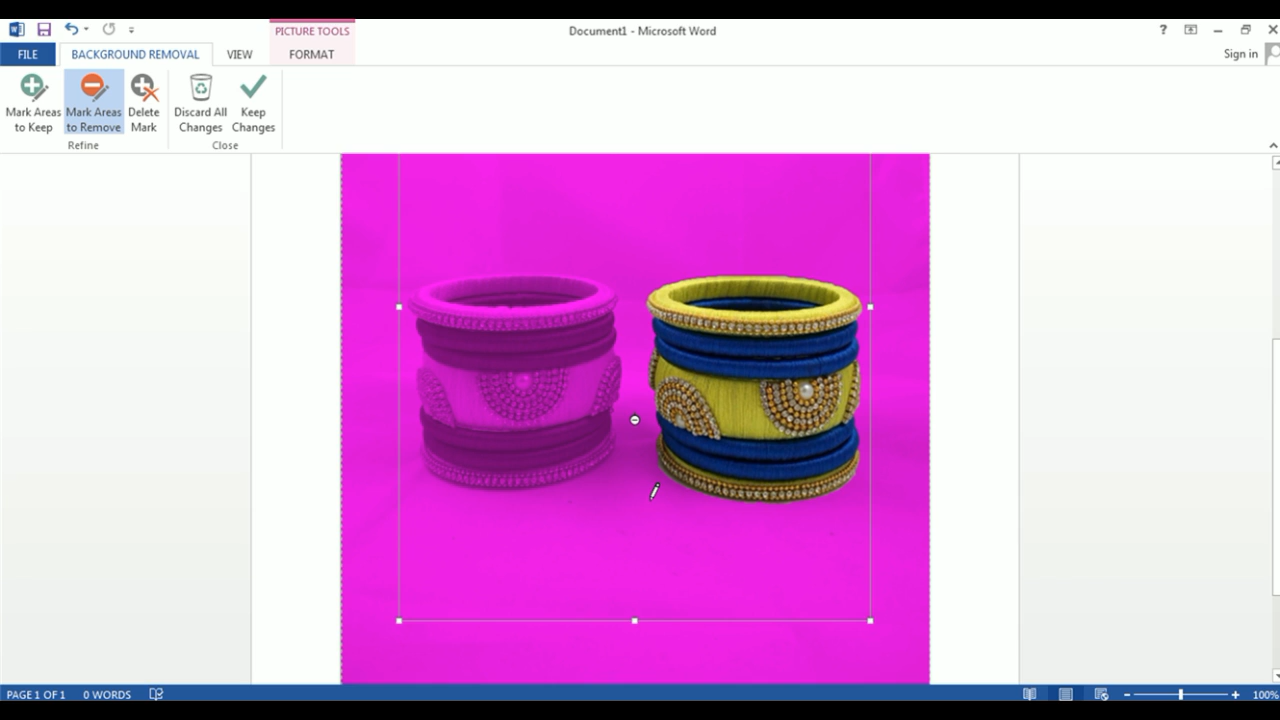 PICTURE TOOLS
Document1 - Microsoft Word
?
FILE
BACKGROUND REMOVAL
VIEW
FORMAT
Sign in
Mark Areas
to Keep
Mark Areas
to Remove
Delete
Mark
Discard All
Changes
Keep
Changes
Refine
Close
PAGE 1 OF 1
0 WORDS
100%